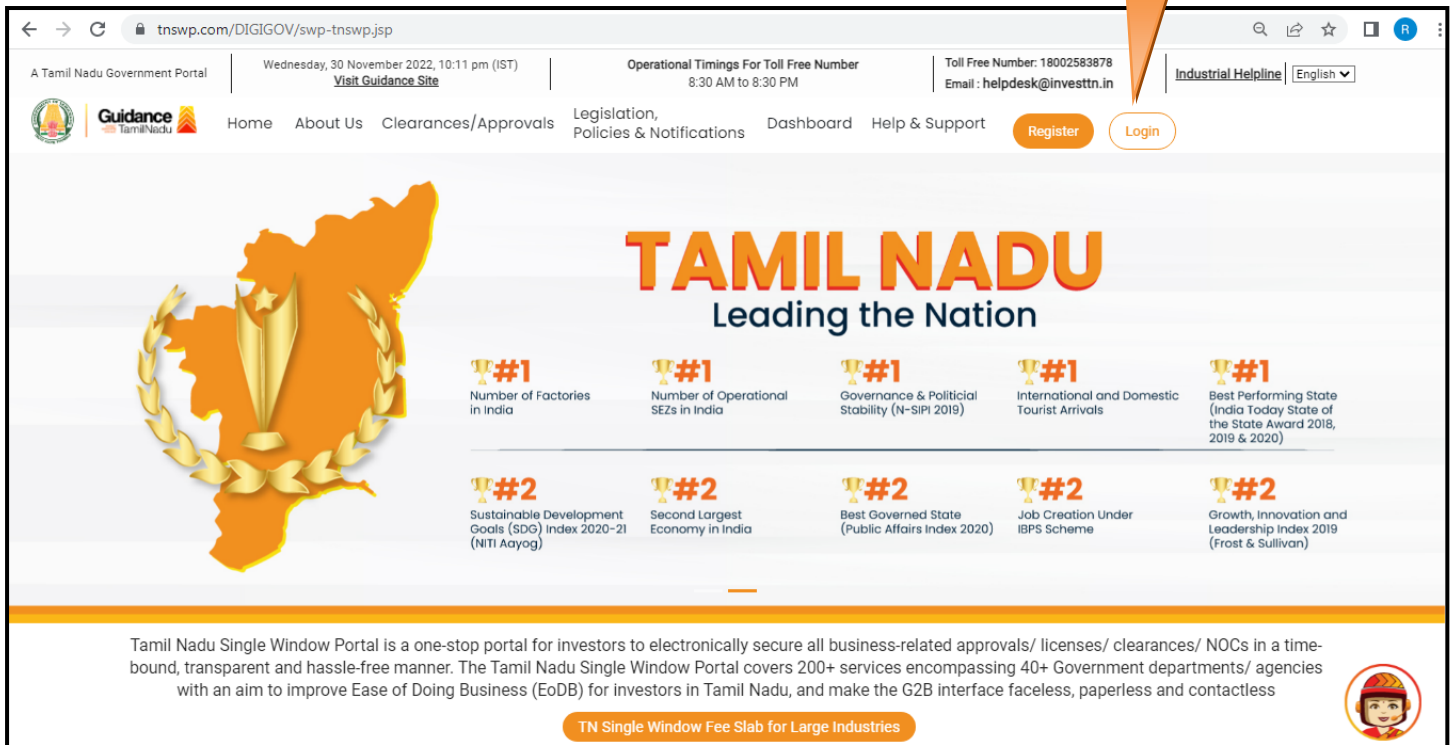 tnswp.com/DIGIGOV/swp-tnswp.jsp
R
A Tamil Nadu Government Portal
Wednesday, 30 November 2022, 10:11 pm (IST)
Visit Guidance Site
Operational Timings For Toll Free Number
8:30 AM to 8:30 PM
Toll Free Number: 18002583878
Email : helpdesk@investtn.in
Industrial Helpline
English
Guidance
TamilNadu
Home
About Us
Clearances/Approvals
Legislation,
Policies & Notifications
Dashboard
Help & Support
Register
Login
TAMIL NADU
Leading the Nation
#1
Number of Factories
in India
#1
Number of Operational
SEZs in India
#1
Governance & Politicial
Stability (N-SIPI 2019)
#1
International and Domestic
Tourist Arrivals
#1
Best Performing State
(India Today State of
the State Award 2018,
2019 & 2020)
#2
Sustainable Development
Goals (SDG) Index 2020-21
(NITI Aayog)
#2
Second Largest
Economy in India
#2
Best Governed State
(Public Affairs Index 2020)
#2
Job Creation Under
IBPS Scheme
#2
Growth, Innovation and
Leadership Index 2019
(Frost & Sullivan)
Tamil Nadu Single Window Portal is a one-stop portal for investors to electronically secure all business-related approvals/ licenses/ clearances/ NOCs in a time-
bound, transparent and hassle-free manner. The Tamil Nadu Single Window Portal covers 200+ services encompassing 40+ Government departments/ agencies
with an aim to improve Ease of Doing Business (EoDB) for investors in Tamil Nadu, and make the G2B interface faceless, paperless and contactless
TN Single Window Fee Slab for Large Industries